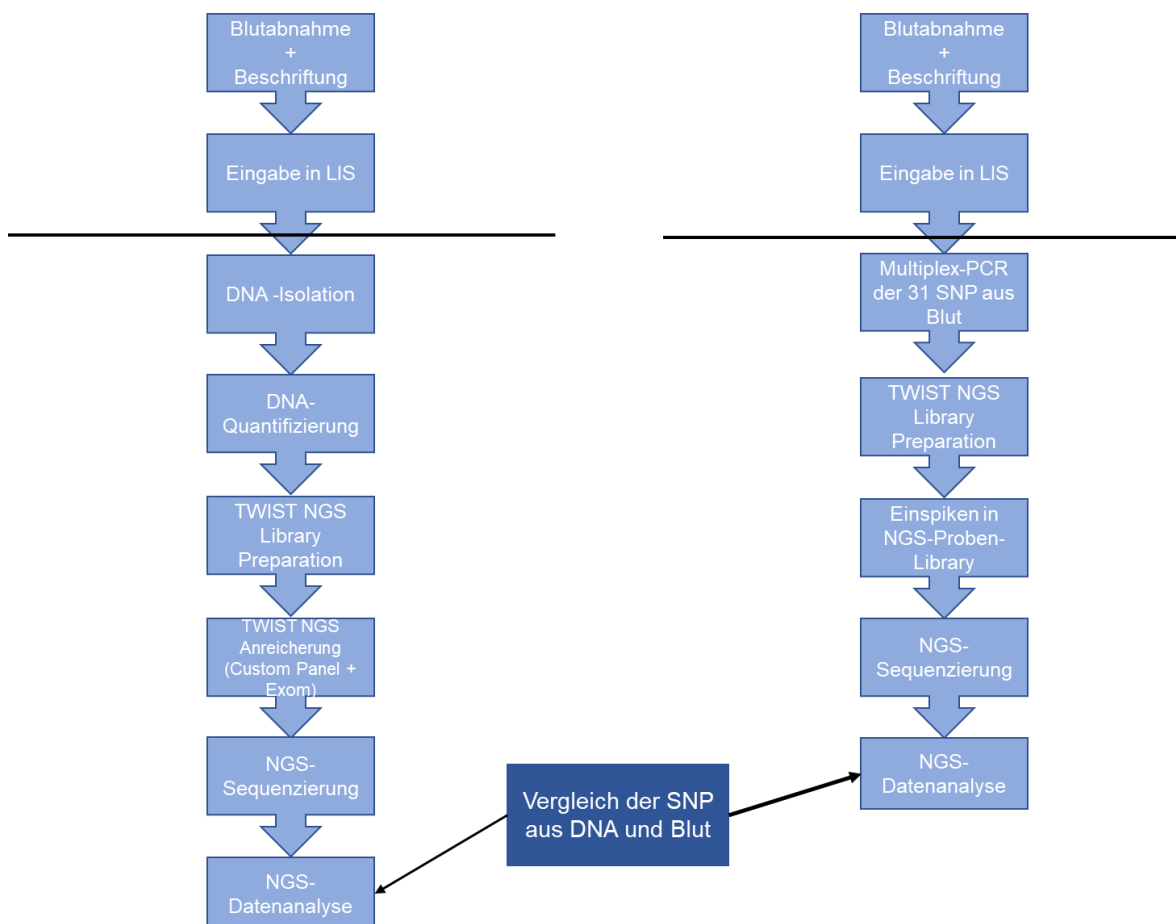 Blutabnahme
+
Beschriftung
Eingabe in LIS
DNA -Isolation
DNA-
Quantifizierung
TWIST NGS
Library
Preparation
TWIST NGS
Anreicherung
(Custom Panel +
Exom)
NGS-
Sequenzierung
NGS-
Datenanalyse
Vergleich der SNP
aus DNA und Blut
Blutabnahme
+
Beschriftung
Eingabe in LIS
Multiplex-PCR
der 31 SNP aus
Blut
TWIST NGS
Library
Preparation
Einspiken in
NGS-Proben-
Library
NGS-
Sequenzierung
NGS-
Datenanalyse